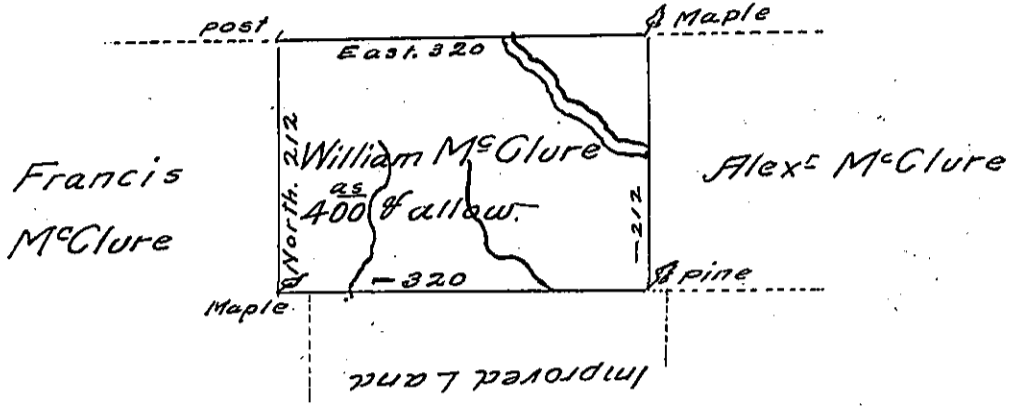 post
Maple
East. 320
North. 212
William McClure
400 as & allow.
Francis
McClure
Alexr McClure
-212
-320
pine
Maple
Improved Land